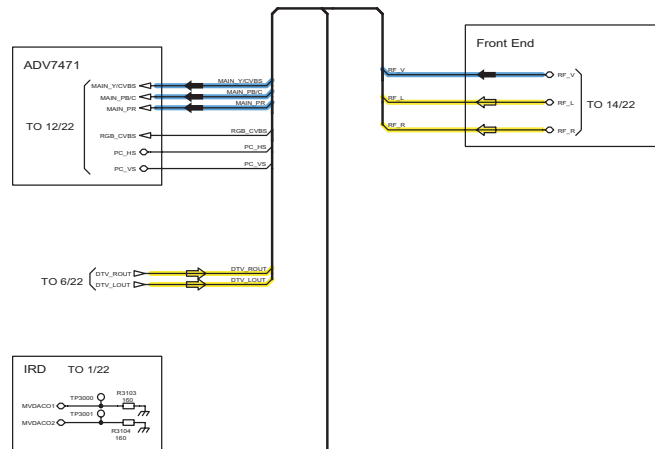 ADV7471
MAIN_Y/CVBS
MAIN_Y/CVBS
MAIN_PB/C
MAIN_PB/C
MAIN_PR
MAIN_PR
TO 12/22
RGB_CVBS
RGB_CVBS
PC_HS
PC_HS
PC_VS
PC_VS
Front End
RF_V
RF_V
RF_L
RF_L
TO 14/22
RF_R
RF_R
TO 6/22
DTV_ROUT
DTV_ROUT
DTV_LOUT
DTV_LOUT
IRD TO 1/22
TP3000
R3103
160
MVDACO1
TP3001
MVDACO2
R3104
160